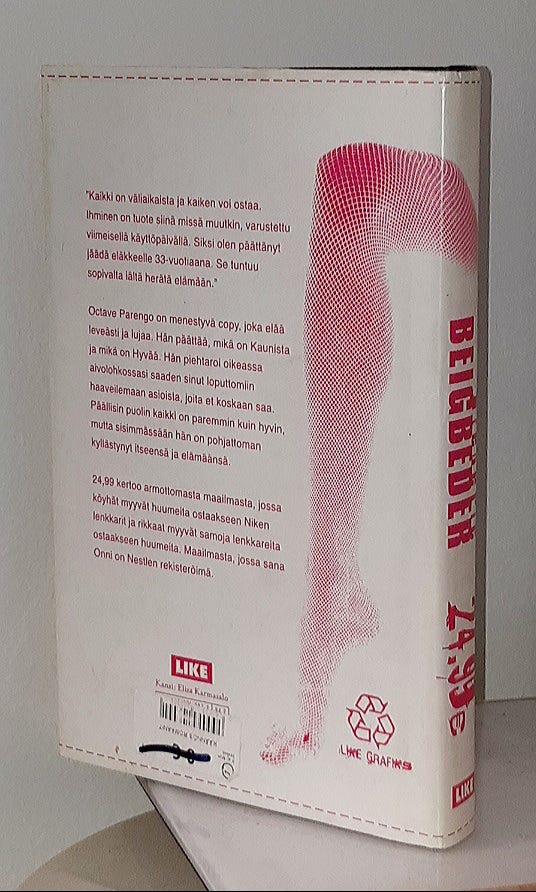 "Kaikki on väliaikaista ja kaiken voi ostaa.
Ihminen on tuote siinä missä muutkin, varustettu
viimeisellä käyttöpäivällä. Siksi olen päättänyt
jäädä eläkkeelle 33-vuotiaana. Se tuntuu
sopivalta iältä herätä elämään."
Octave Parengo on menestyvä copy, joka elää
leveästi ja lujaa. Hän päättää, mikä on Kaunista
ja mikä on Hyvää. Hän piehtaroi oikeassa
aivolohkossasi saaden sinut loputtomiin
haaveilemaan asioista, joita et koskaan saa.
Päällisin puolin kaikki on paremmin kuin hyvin,
mutta sisimmässään hän on pohjattoman
kyllästynyt itseensä ja elämäänsä.
24,99 kertoo armottomasta maailmasta, jossa
köyhät myyvät huumeita ostaakseen Niken
lenkkarit ja rikkaat myyvät samoja lenkkareita
ostaakseen huumeita. Maailmasta, jossa sana
Onni on Nestlen rekisteröimä.
LIKE
Kansi: Elisa Karmasalo
LIKE GRAFIKS
BEIGBEDER
24,99 €
LIKE